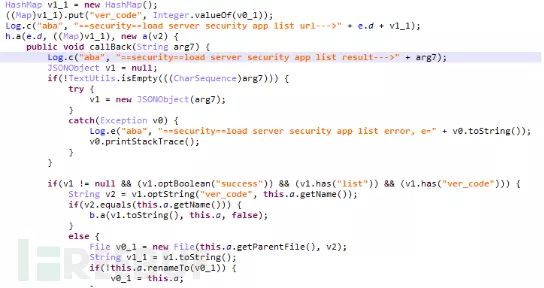 HashMap v1_1 = new HashMap();
((Map)v1_1).put("ver_code", Integer.valueOf(v0_1));
Log.c("aba", "==security==load server security app list url--->" + e.d + v1_1);
h.a(e.d, ((Map)v1_1), new a(v2) {
    public void callBack(String arg7) {
        Log.c("aba", "==security==load server security app list result--->" + arg7);
        JSONObject v1 = null;
        if(!TextUtils.isEmpty(((CharSequence)arg7))) {
            try {
                v1 = new JSONObject(arg7);
            }
            catch(Exception v0) {
                Log.e("aba", "==security==load server security app list error, e=" + v0.toString());
                v0.printStackTrace();
            }
        }
        if(v1 != null && (v1.optBoolean("success")) && (v1.has("list")) && (v1.has("ver_code"))) {
            String v2 = v1.optString("ver_code", this.a.getName());
            if(v2.equals(this.a.getName())) {
                b.a(v1.toString(), this.a, false);
            }
            else {
                File v0_1 = new File(this.a.getParentFile(), v2);
                String v1_1 = v1.toString();
                if(!this.a.renameTo(v0_1)) {
                    v0_1 = this.a;